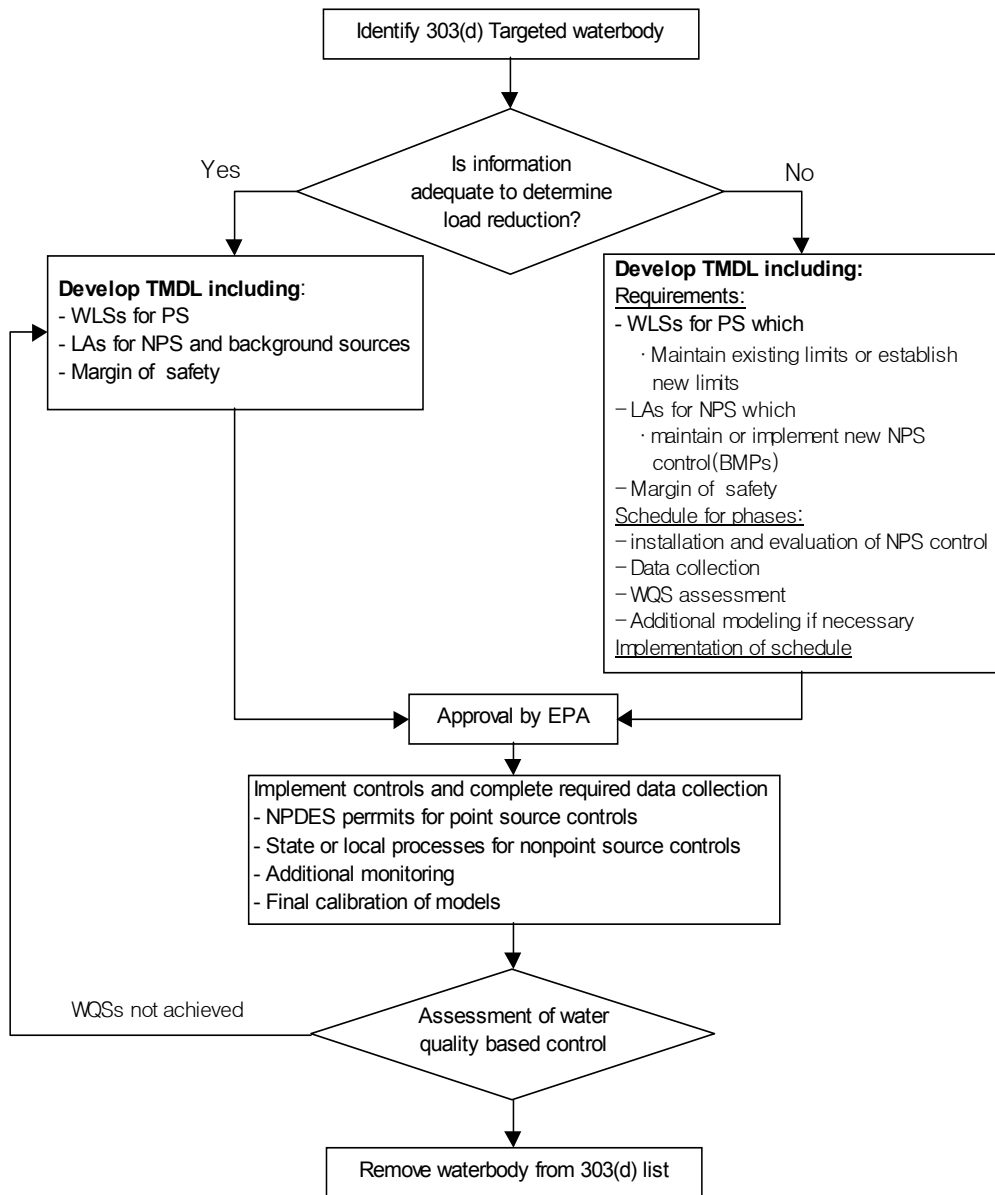 Identify 303(d) Targeted waterbody
Is information
adequate to determine
load reduction?
Yes
No
Develop TMDL including:
- WLSs for PS
- LAs for NPS and background sources
- Margin of safety
Develop TMDL including:
Requirements:
- WLSs for PS which
· Maintain existing limits or establish
new limits
- LAs for NPS which
· maintain or implement new NPS
control(BMPs)
- Margin of safety
Schedule for phases:
- installation and evaluation of NPS control
- Data collection
- WQS assessment
- Additional modeling if necessary
Implementation of schedule
Approval by EPA
Implement controls and complete required data collection
- NPDES permits for point source controls
- State or local processes for nonpoint source controls
- Additional monitoring
- Final calibration of models
WQSs not achieved
Assessment of water
quality based control
Remove waterbody from 303(d) list